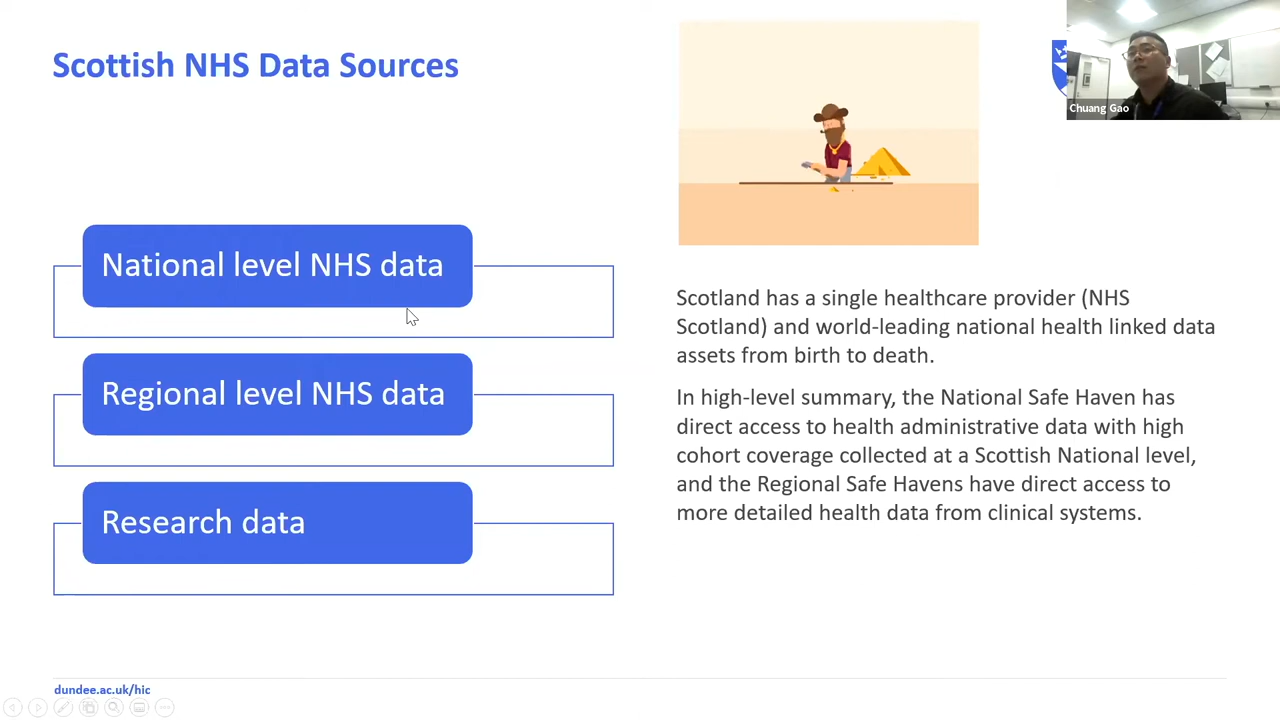 Scottish NHS Data Sources
Chuang Gao
National level NHS data
Regional level NHS data
Research data
Scotland has a single healthcare provider (NHS
Scotland) and world-leading national health linked data
assets from birth to death.
In high-level summary, the National Safe Haven has
direct access to health administrative data with high
cohort coverage collected at a Scottish National level,
and the Regional Safe Havens have direct access to
more detailed health data from clinical systems.
dundee.ac.uk/hic